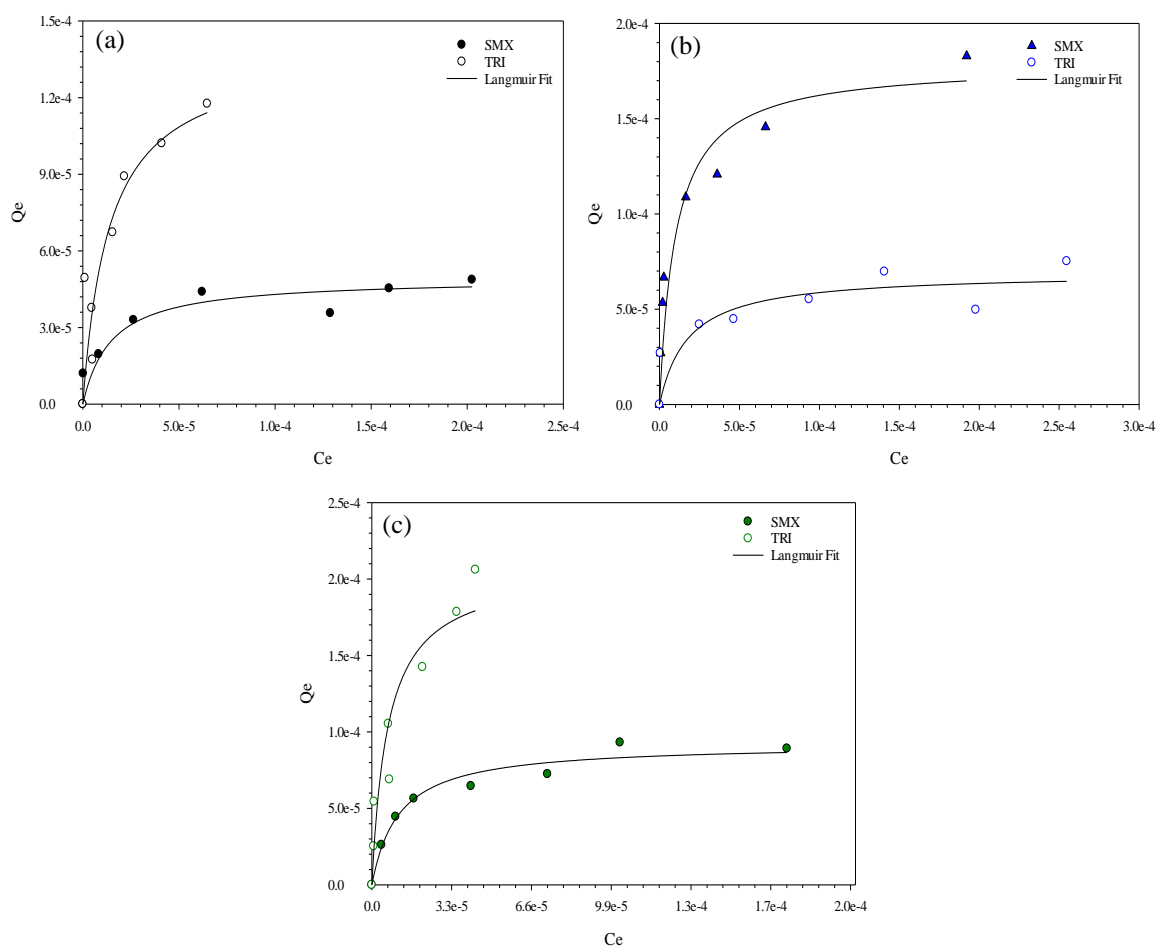 (a)
SMX
TRI
Langmuir Fit
1.5e-4
1.2e-4
9.0e-5
6.0e-5
3.0e-5
0.0
Qe
0.0 5.0e-5 1.0e-4 1.5e-4 2.0e-4 2.5e-4
Ce
(b)
SMX
TRI
Langmuir Fit
2.0e-4
1.5e-4
1.0e-4
5.0e-5
0.0
Qe
0.0 5.0e-5 1.0e-4 1.5e-4 2.0e-4 2.5e-4 3.0e-4
Ce
(c)
SMX
TRI
Langmuir Fit
2.5e-4
2.0e-4
1.5e-4
1.0e-4
5.0e-5
0.0
Qe
0.0 3.3e-5 6.6e-5 9.9e-5 1.3e-4 1.7e-4 2.0e-4
Ce